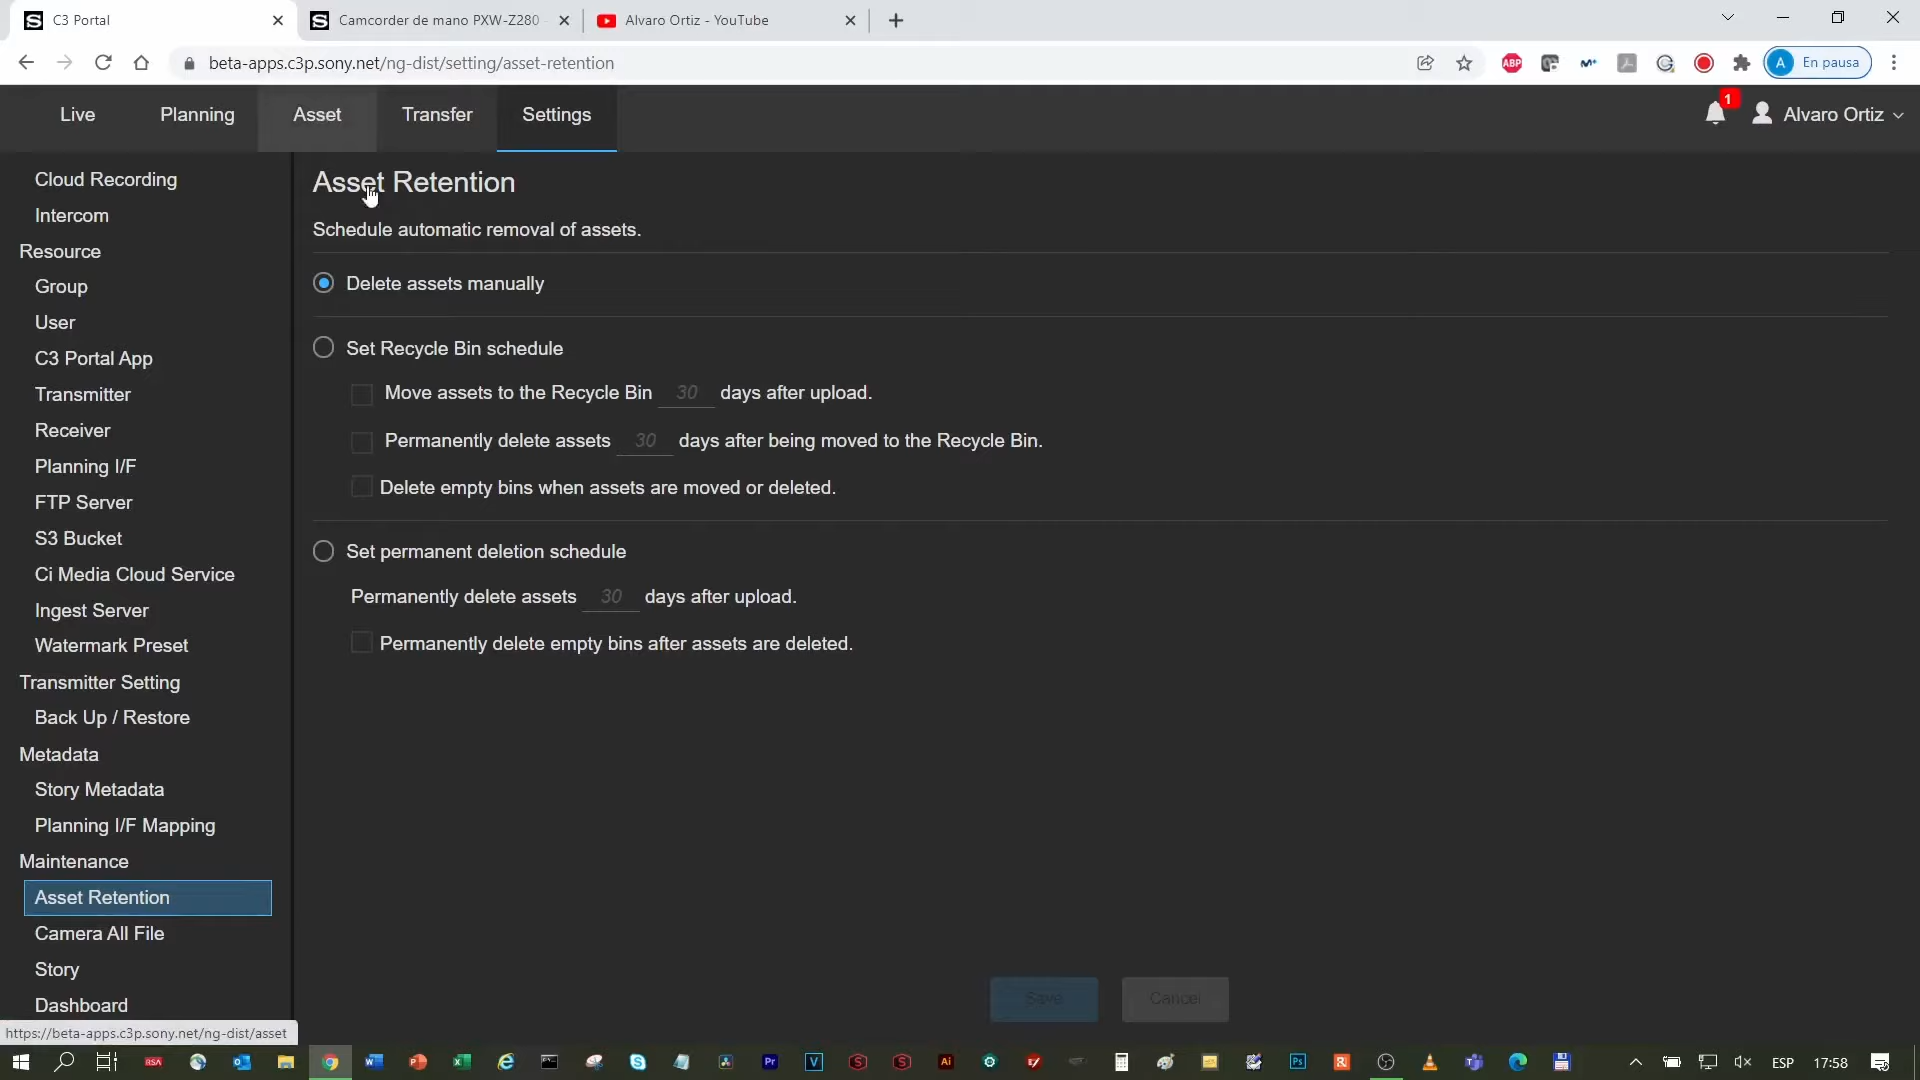 C3 Portal
Camcorder de mano PXW-Z280
Alvaro Ortiz - YouTube
beta-apps.c3p.sony.net/ng-dist/setting/asset-retention
ABP
A En pausa
Live
Planning
Asset
Transfer
Settings
1
Alvaro Ortiz
Cloud Recording
Intercom
Resource
Group
User
C3 Portal App
Transmitter
Receiver
Planning I/F
FTP Server
S3 Bucket
Ci Media Cloud Service
Ingest Server
Watermark Preset
Transmitter Setting
Back Up / Restore
Metadata
Story Metadata
Planning I/F Mapping
Maintenance
Asset Retention
Camera All File
Story
Dashboard
Asset Retention
Schedule automatic removal of assets.
Delete assets manually
Set Recycle Bin schedule
Move assets to the Recycle Bin 30 days after upload.
Permanently delete assets 30 days after being moved to the Recycle Bin.
Delete empty bins when assets are moved or deleted.
Set permanent deletion schedule
Permanently delete assets 30 days after upload.
Permanently delete empty bins after assets are deleted.
Save
Cancel
https://beta-apps.c3p.sony.net/ng-dist/asset
RSA
ESP
17:58